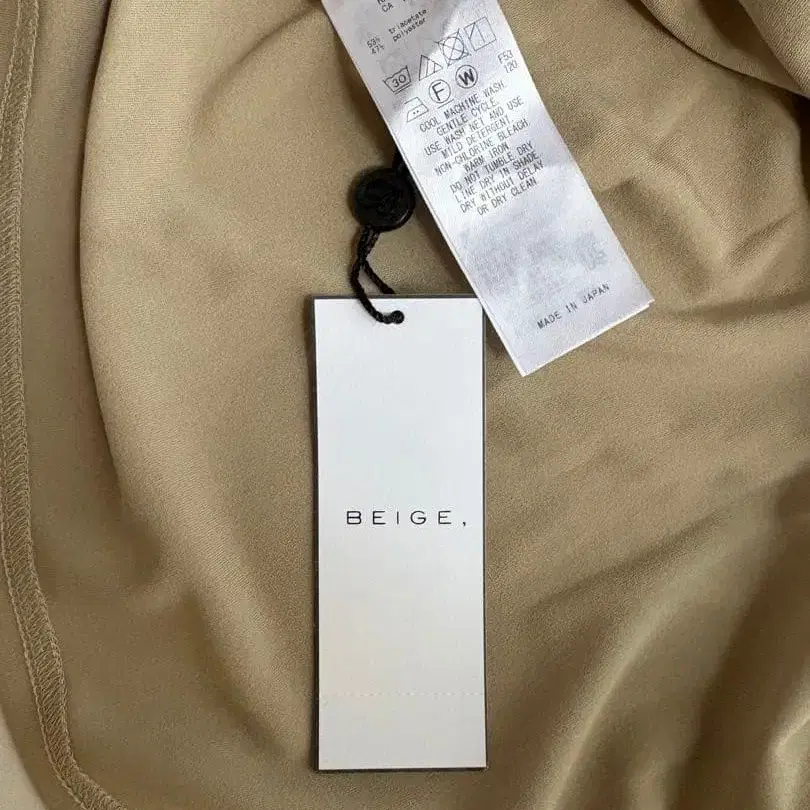 CA
53% triacetate
47% polyester
30
F W
F53
120
COOL MACHINE WASH.
GENTLE CYCLE.
USE WASH NET AND USE
MILD DETERGENT.
NON-CHLORINE BLEACH
WARM IRON
DO NOT TUMBLE DRY
LINE DRY IN SHADE
DRY WITHOUT DELAY
OR DRY CLEAN.
MADE IN JAPAN
BEIGE,